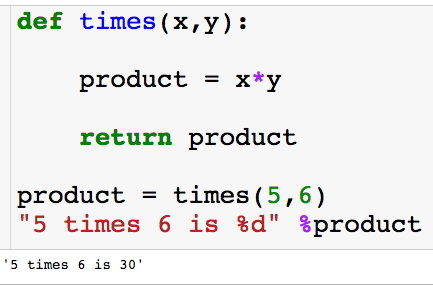 def times(x,y):
product = x*y
return product
product = times(5,6)
"5 times 6 is %d" %product
'5 times 6 is 30'